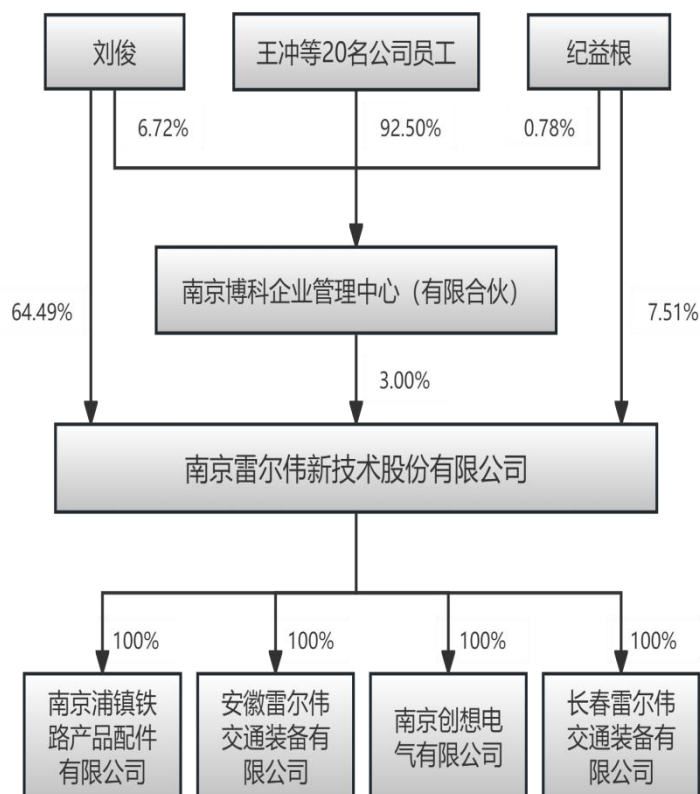 刘俊
王冲等20名公司员工
纪益根
6.72%
92.50%
0.78%
南京博科企业管理中心（有限合伙）
64.49%
7.51%
3.00%
南京雷尔伟新技术股份有限公司
100%
100%
100%
100%
南京浦镇铁
路产品配件
有限公司
安徽雷尔伟
交通装备有
限公司
南京创想电
气有限公司
长春雷尔伟
交通装备有
限公司